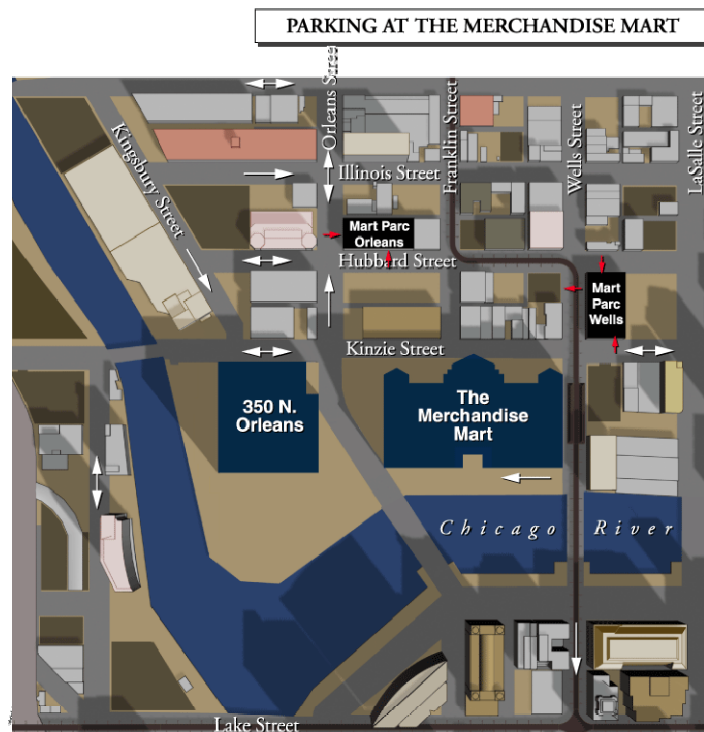 PARKING AT THE MERCHANDISE MART
Orleans Street
Franklin Street
Wells Street
LaSalle Street
Kingsbury Street
Illinois Street
Mart Parc
Orleans
Hubbard Street
Mart
Parc
Wells
Kinzie Street
350 N.
Orleans
The
Merchandise
Mart
Chicago River
Lake Street